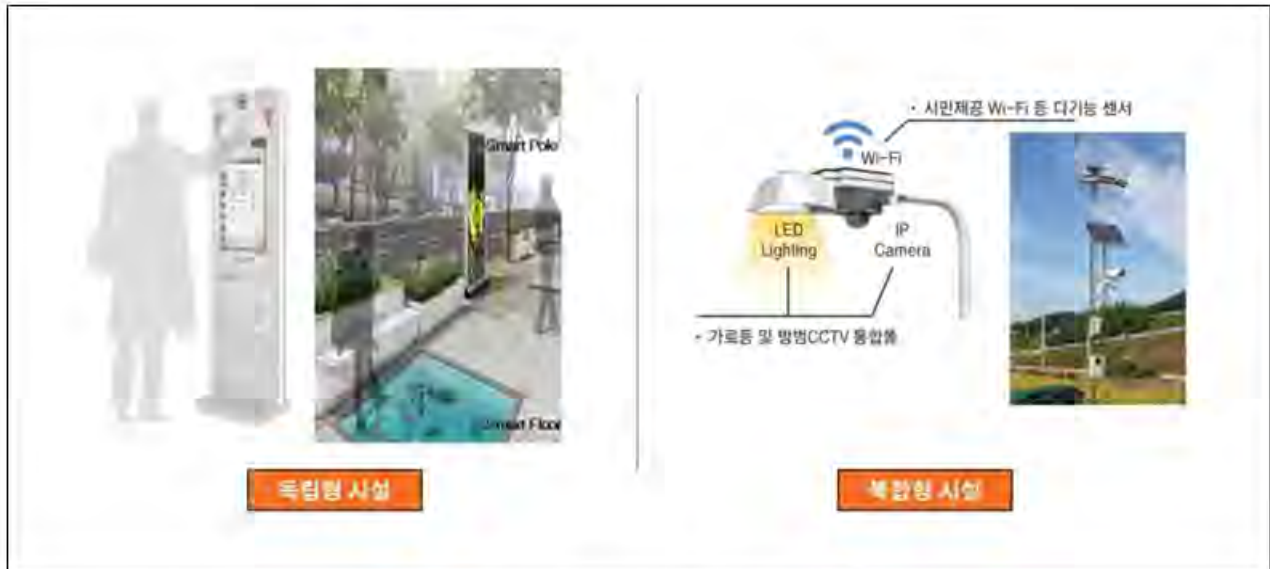 Smart Pole
Smart Floor
독립형 시설
• 시민제공 Wi-Fi 등 다기능 센서
Wi-Fi
LED
Lighting
IP
Camera
• 가로등 및 방범CCTV 통합폴
복합형 시설